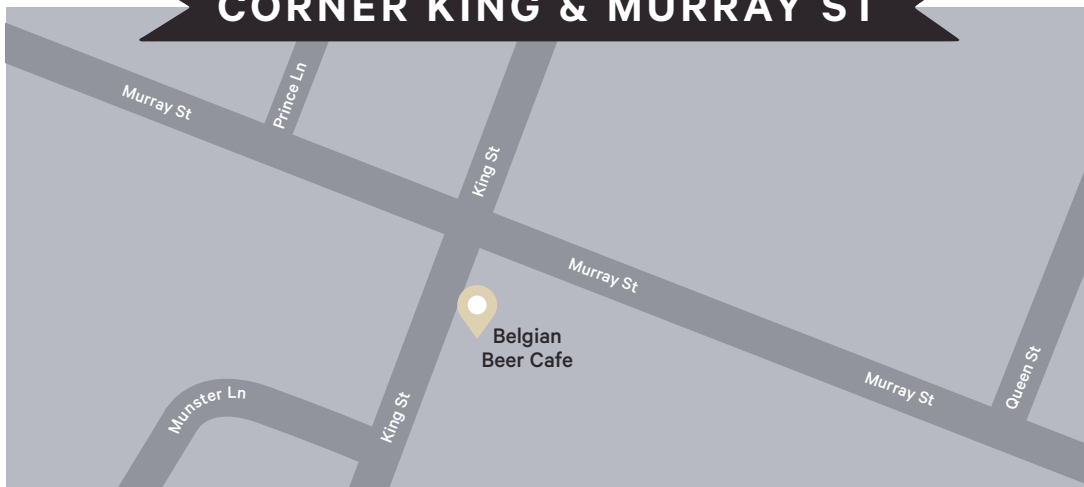 CORNER KING & MURRAY ST
Murray St
Prince Ln
King St
Murray St
Belgian
Beer Cafe
Queen St
Murray St
Munster Ln
King St